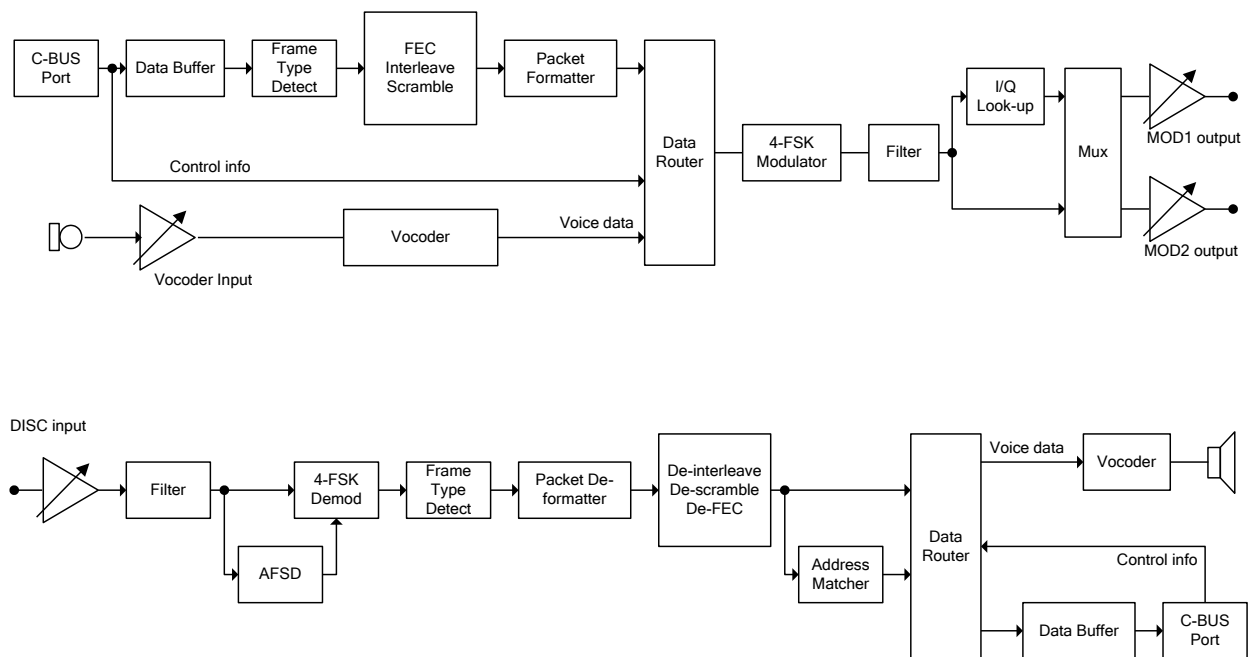 C-BUS
Port
Data Buffer
Frame
Type
Detect
FEC
Interleave
Scramble
Packet
Formatter
Data
Router
4-FSK
Modulator
Filter
I/Q
Look-up
Mux
MOD1 output
MOD2 output
Control info
Vocoder
Voice data
Vocoder Input
DISC input
Filter
4-FSK
Demod
AFSD
Frame
Type
Detect
Packet De-
formatter
De-interleave
De-scramble
De-FEC
Address
Matcher
Data
Router
Voice data
Vocoder
Control info
Data Buffer
C-BUS
Port